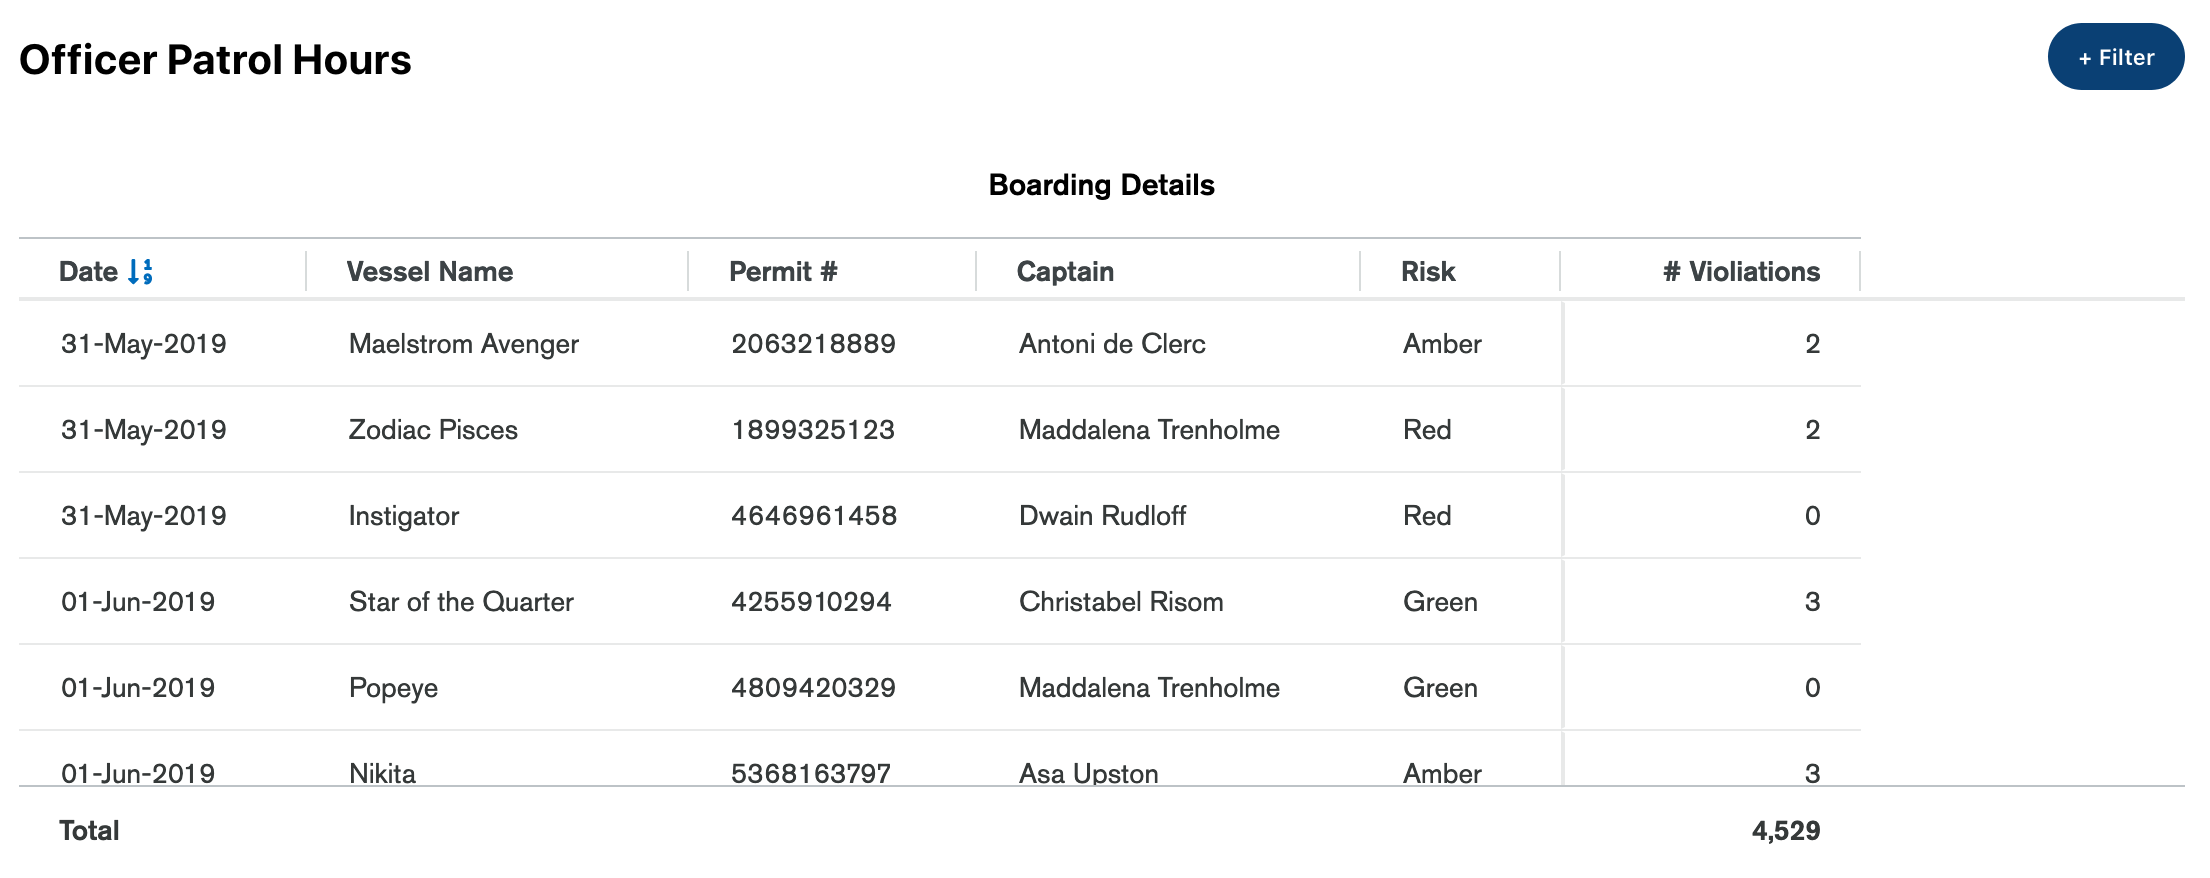 Officer Patrol Hours
+ Filter
Boarding Details
Date Vessel Name Permit # Captain Risk # Violiations
31-May-2019 Maelstrom Avenger 2063218889 Antoni de Clerc Amber 2
31-May-2019 Zodiac Pisces 1899325123 Maddalena Trenholme Red 2
31-May-2019 Instigator 4646961458 Dwain Rudloff Red 0
01-Jun-2019 Star of the Quarter 4255910294 Christabel Risom Green 3
01-Jun-2019 Popeye 4809420329 Maddalena Trenholme Green 0
01-Jun-2019 Nikita 5368163797 Asa Upston Amber 3
Total 4,529